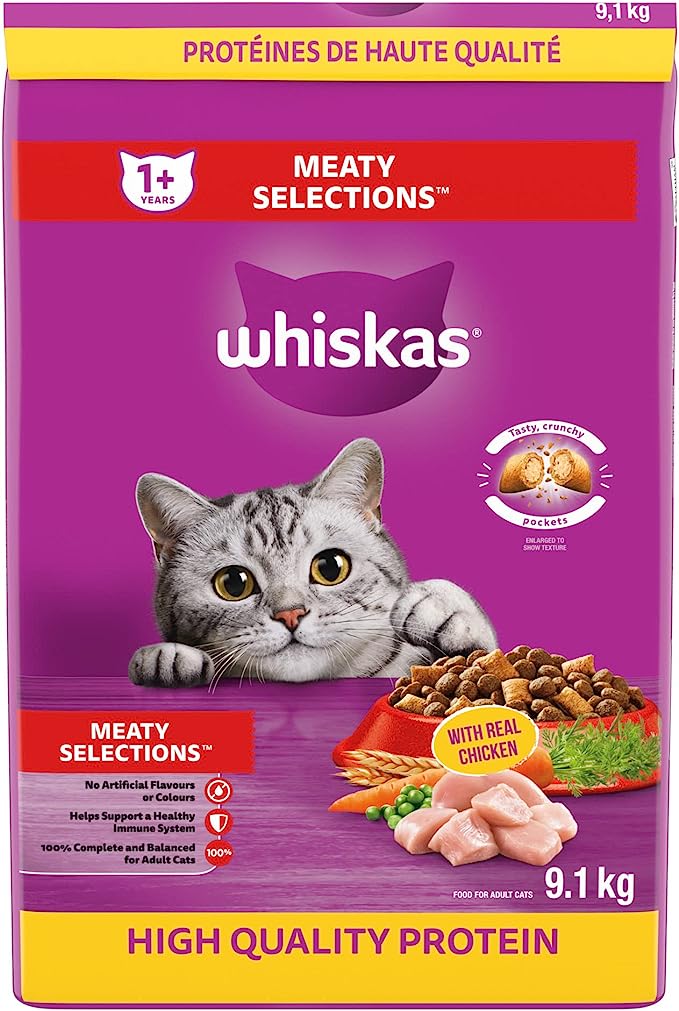 9,1 kg
PROTÉINES DE HAUTE QUALITÉ
1+
YEARS
MEATY
SELECTIONS™
whiskas®
Tasty, crunchy
pockets
ENLARGED TO
SHOW TEXTURE
MEATY
SELECTIONS™
No Artificial Flavours
or Colours
Helps Support a Healthy
Immune System
100% Complete and Balanced
for Adult Cats
100%
WITH REAL
CHICKEN
FOOD FOR ADULT CATS
9.1 kg
HIGH QUALITY PROTEIN